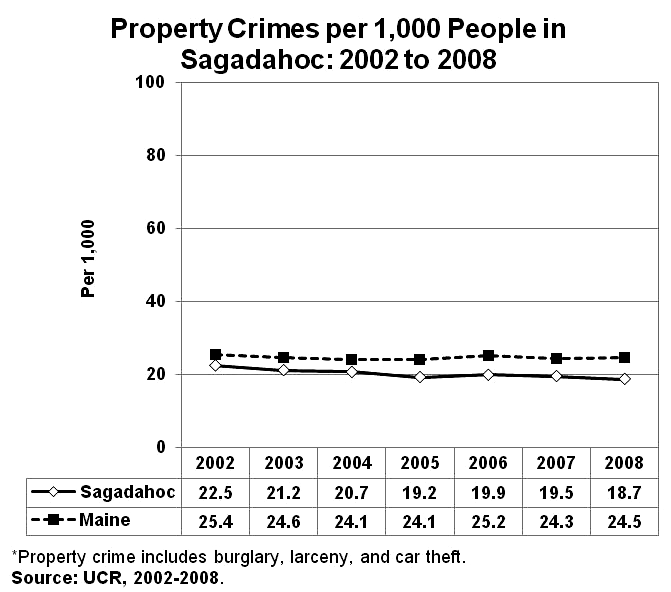 Property Crimes per 1,000 People in
Sagadahoc: 2002 to 2008
100
80
60
40
20
0
Per 1,000
2002 2003 2004 2005 2006 2007 2008
Sagadahoc 22.5 21.2 20.7 19.2 19.9 19.5 18.7
Maine 25.4 24.6 24.1 24.1 25.2 24.3 24.5
*Property crime includes burglary, larceny, and car theft.
Source: UCR, 2002-2008.